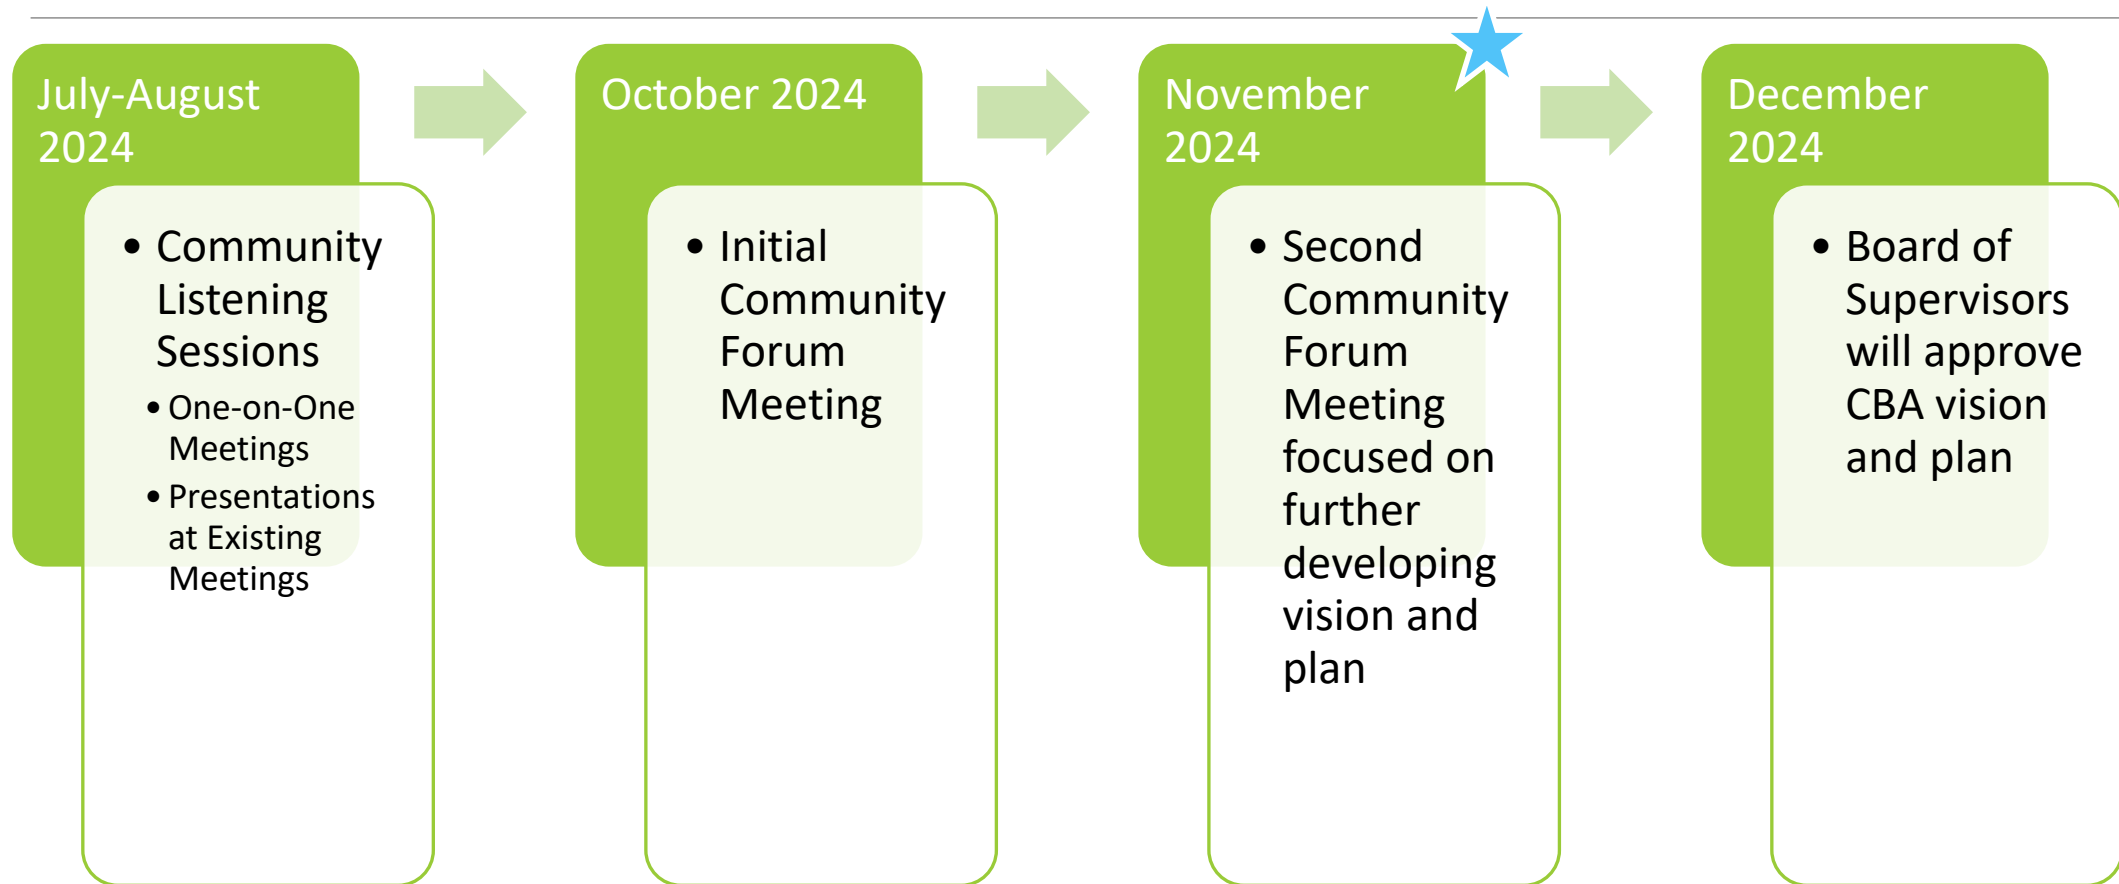 July-August
2024
• Community
Listening
Sessions
• One-on-One
Meetings
• Presentations
at Existing
Meetings
October 2024
• Initial
Community
Forum
Meeting
November
2024
• Second
Community
Forum
Meeting
focused on
further
developing
vision and
plan
December
2024
• Board of
Supervisors
will approve
CBA vision
and plan